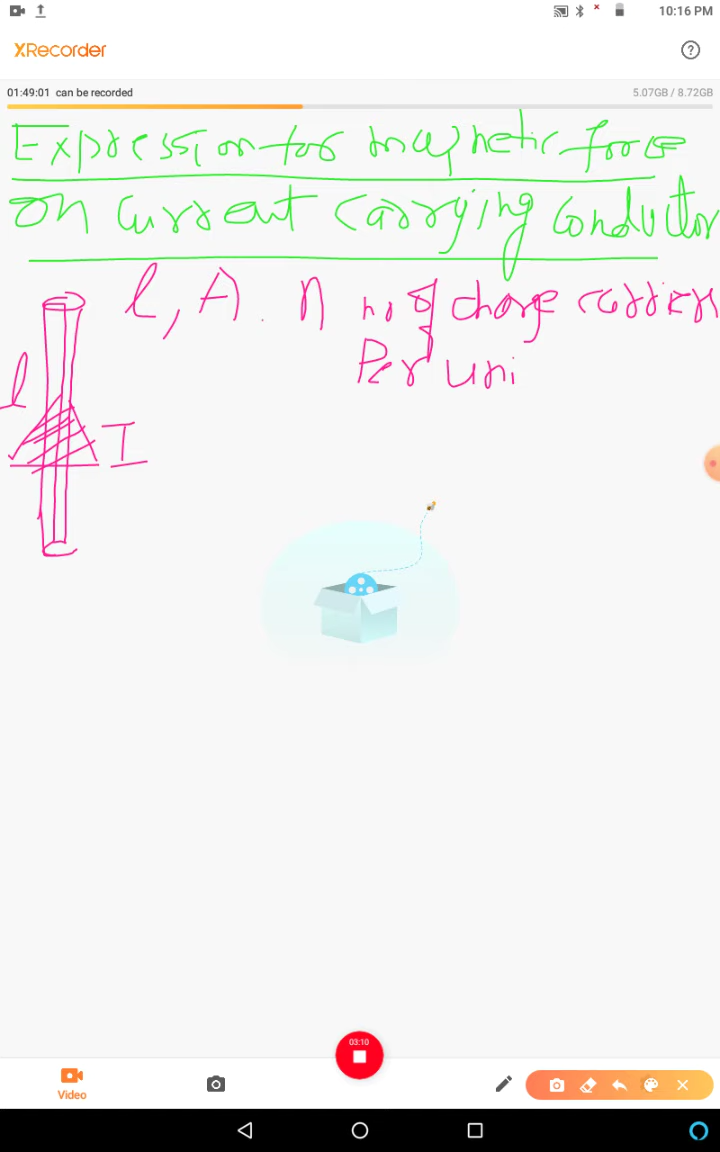 10:16 PM
XRecorder
01:49:01 can be recorded
5.07GB / 8.72GB
Expression for magnetic force
on current carrying conductor
l, A. n no of charge carriers
Per uni
l
I
03:10
Video